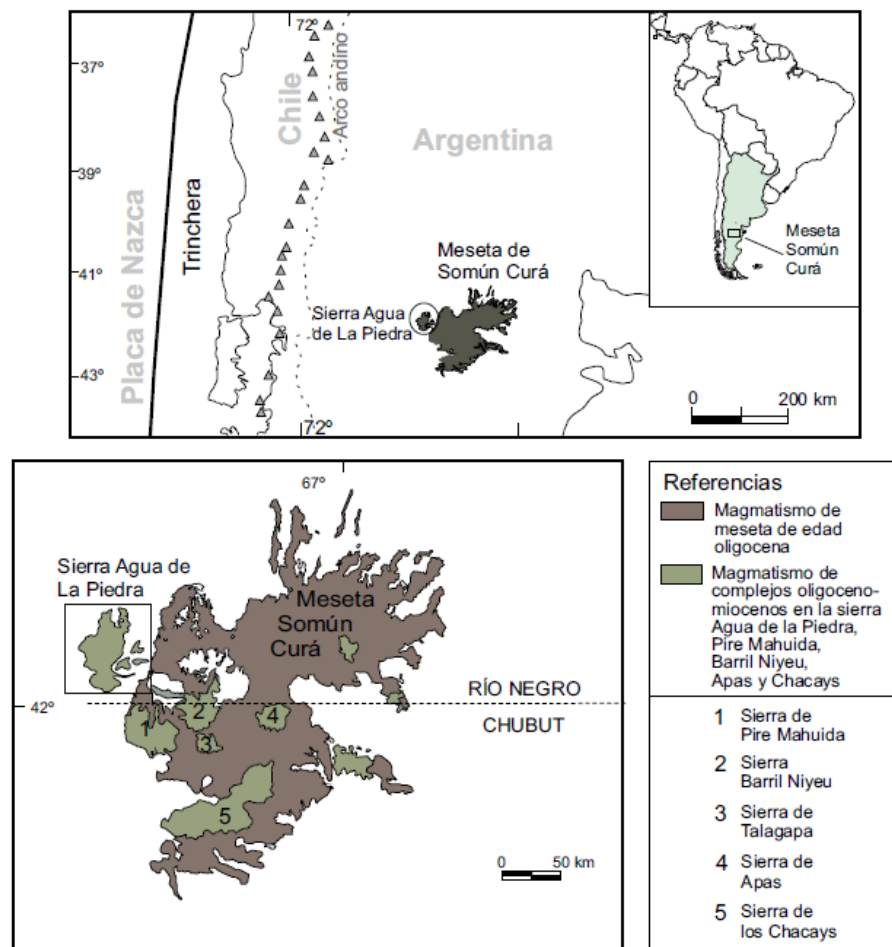 72°
37°
39°
41°
43°
72°
Placa de Nazca
Trinchera
Chile
Arco andino
Argentina
Meseta de
Somún Curá
Sierra Agua
de La Piedra
0 200 km
Meseta
Somún
Curá
67°
Sierra Agua de
La Piedra
Meseta
Somún
Curá
RÍO NEGRO
42°
CHUBUT
1
2
3
4
5
0 50 km
Referencias
Magmatismo de
meseta de edad
oligocena
Magmatismo de
complejos oligoceno-
miocenos en la sierra
Agua de la Piedra,
Pire Mahuida,
Barril Niyeu,
Apas y Chacays
1 Sierra de
Pire Mahuida
2 Sierra
Barril Niyeu
3 Sierra de
Talagapa
4 Sierra de
Apas
5 Sierra de
los Chacays